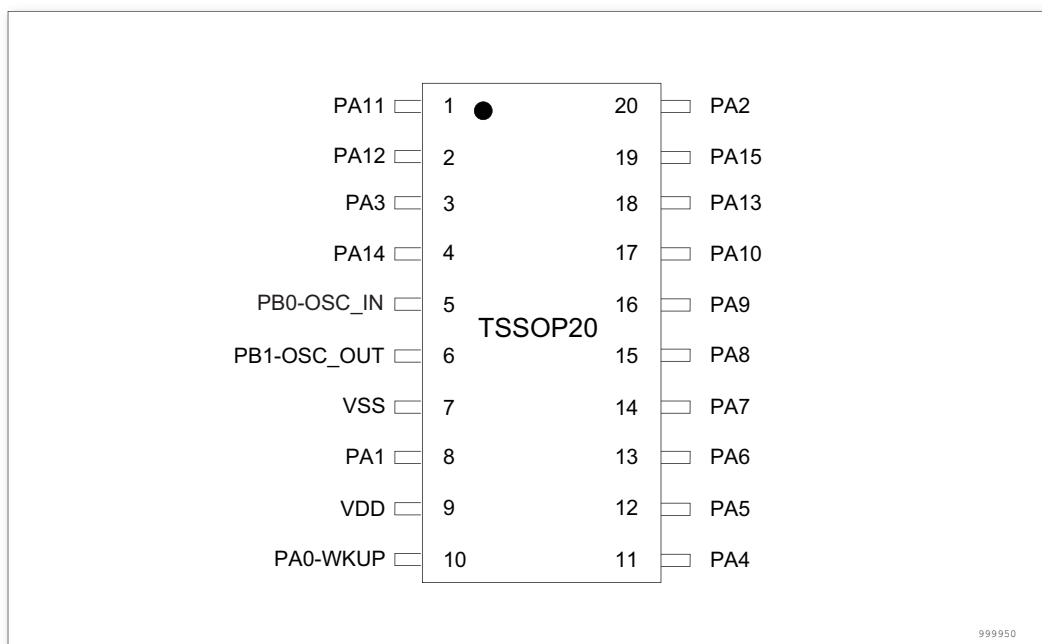 PA11 1 20 PA2
PA12 2 19 PA15
PA3 3 18 PA13
PA14 4 17 PA10
PB0-OSC_IN 5 16 PA9
TSSOP20
PB1-OSC_OUT 6 15 PA8
VSS 7 14 PA7
PA1 8 13 PA6
VDD 9 12 PA5
PA0-WKUP 10 11 PA4
999950